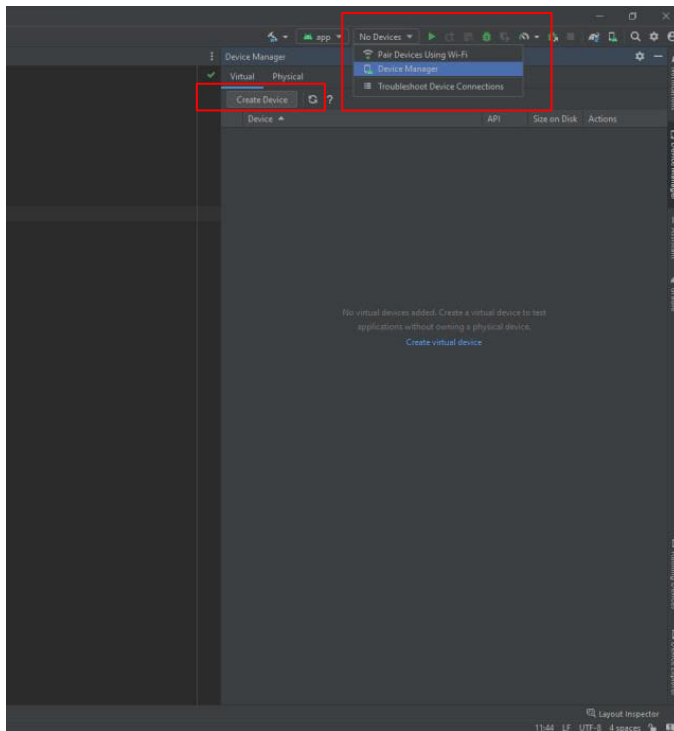 app
No Devices
Device Manager
Pair Devices Using Wi-Fi
Virtual Physical
Device Manager
Troubleshoot Device Connections
Create Device ?
Device API Size on Disk Actions
No virtual devices added. Create a virtual device to test
applications without owning a physical device.
Create virtual device
Layout Inspector
11:44 LF UTF-8 4 spaces